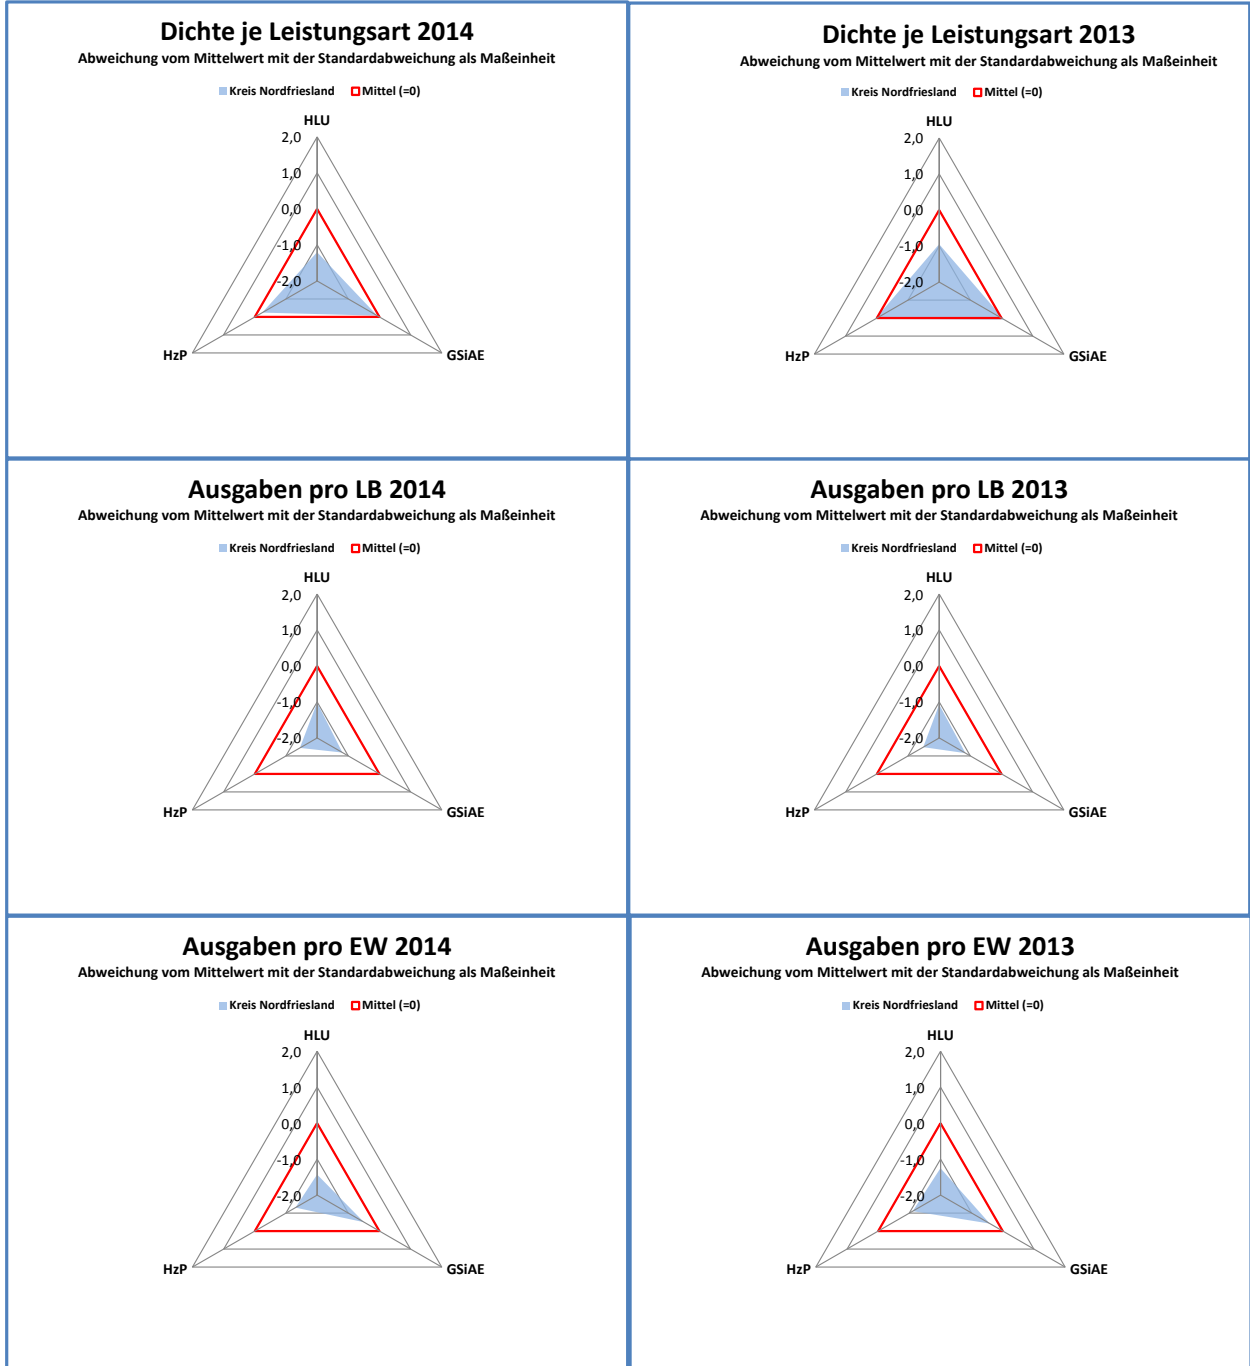 Dichte je Leistungsart 2014
Abweichung vom Mittelwert mit der Standardabweichung als Maßeinheit
Kreis Nordfriesland Mittel (=0)
HLU
2,0
1,0
0,0
-1,0
-2,0
HzP
GSiAE
Dichte je Leistungsart 2013
Abweichung vom Mittelwert mit der Standardabweichung als Maßeinheit
Kreis Nordfriesland Mittel (=0)
HLU
2,0
1,0
0,0
-1,0
-2,0
HzP
GSiAE
Ausgaben pro LB 2014
Abweichung vom Mittelwert mit der Standardabweichung als Maßeinheit
Kreis Nordfriesland Mittel (=0)
HLU
2,0
1,0
0,0
-1,0
-2,0
HzP
GSiAE
Ausgaben pro LB 2013
Abweichung vom Mittelwert mit der Standardabweichung als Maßeinheit
Kreis Nordfriesland Mittel (=0)
HLU
2,0
1,0
0,0
-1,0
-2,0
HzP
GSiAE
Ausgaben pro EW 2014
Abweichung vom Mittelwert mit der Standardabweichung als Maßeinheit
Kreis Nordfriesland Mittel (=0)
HLU
2,0
1,0
0,0
-1,0
-2,0
HzP
GSiAE
Ausgaben pro EW 2013
Abweichung vom Mittelwert mit der Standardabweichung als Maßeinheit
Kreis Nordfriesland Mittel (=0)
HLU
2,0
1,0
0,0
-1,0
-2,0
HzP
GSiAE